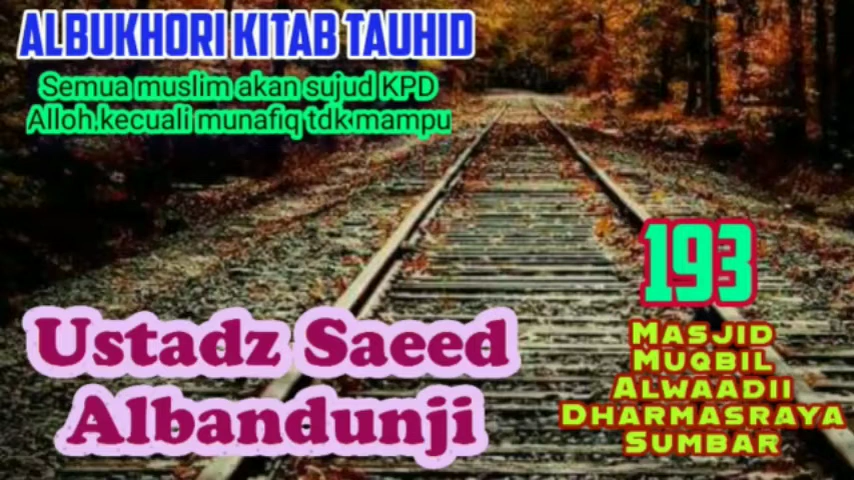 ALBUKHORI KITAB TAUHID
Semua muslim akan sujud KPD
Alloh,kecuali munafiq tdk mampu
193
Ustadz Saeed
Albandunji
MASJID
MUQBIL
ALWAADII
DHARMASRAYA
SUMBAR